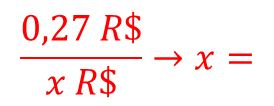 0,27 R$
x R$ → x =